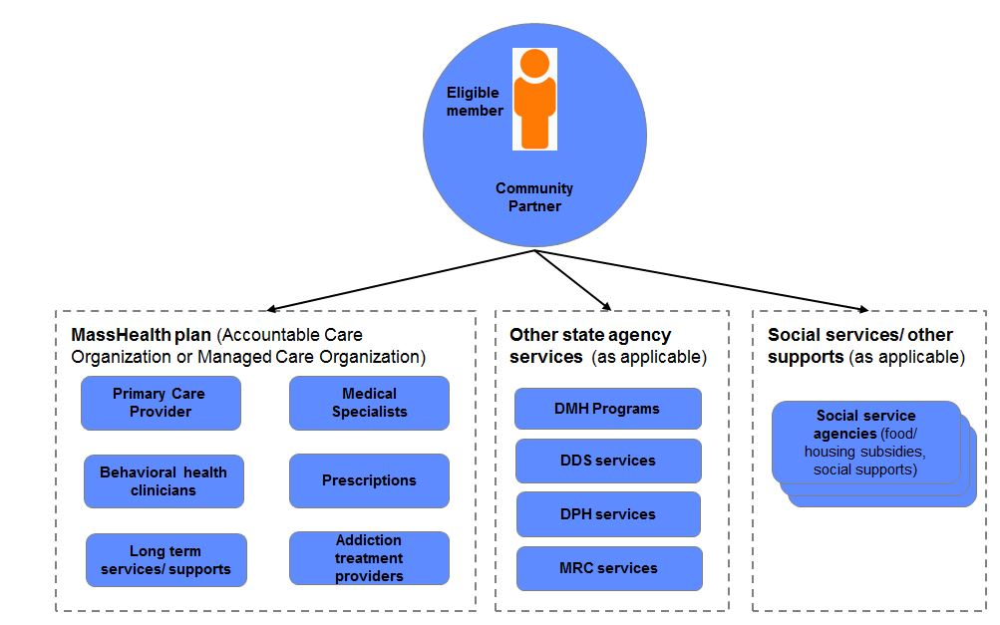 Eligible
member
Community
Partner
MassHealth plan (Accountable Care
Organization or Managed Care Organization)
Primary Care
Provider
Medical
Specialists
Behavioral health
clinicians
Prescriptions
Long term
services/ supports
Addiction
treatment
providers
Other state agency
services (as applicable)
DMH Programs
DDS services
DPH services
MRC services
Social services/ other
supports (as applicable)
Social service
agencies (food/
housing subsidies,
social supports)